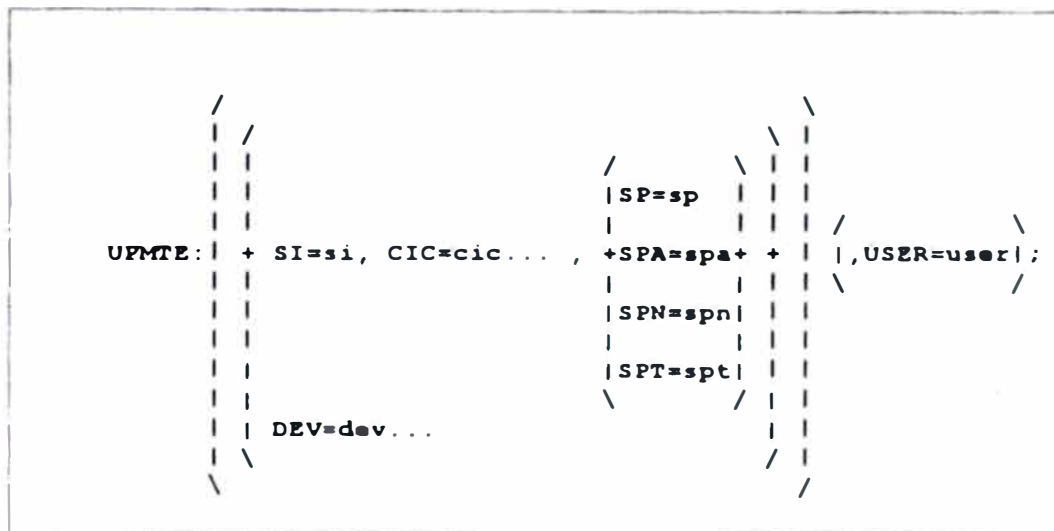 SP=sp
UPMTE: + SI=si, CIC=cic... , +SPA=spa+ + ,USER=user;
SPN=spn
SPT=spt
DEV=dev...